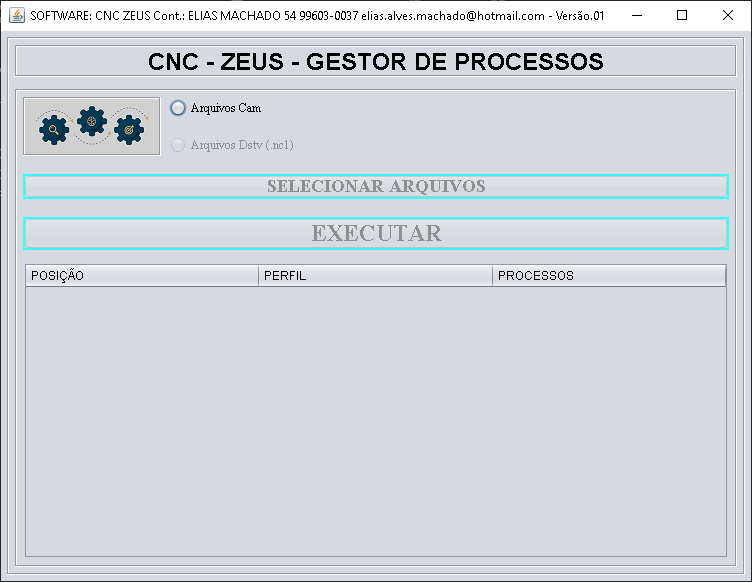 SOFTWARE: CNC ZEUS Cont.: ELIAS MACHADO 54 99603-0037 elias.alves.machado@hotmail.com - Versão.01
CNC - ZEUS - GESTOR DE PROCESSOS
Arquivos Cam
Arquivos Dstv (.nc1)
SELECIONAR ARQUIVOS
EXECUTAR
POSIÇÃO PERFIL PROCESSOS